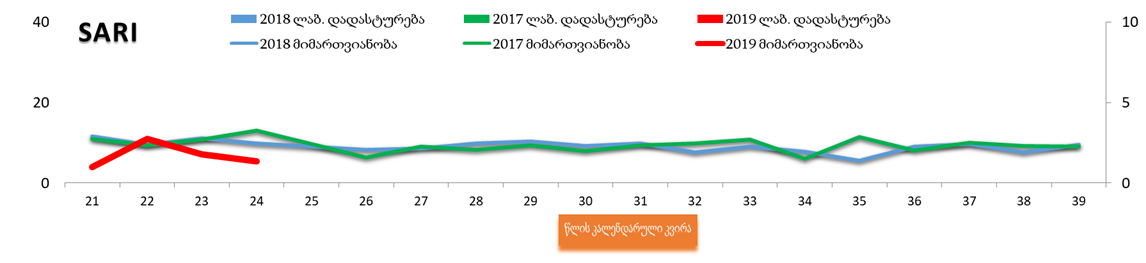 SARI
2018 ლაბ. დადასტურება 2017 ლაბ. დადასტურება 2019 ლაბ. დადასტურება
2018 მიმართვიანობა 2017 მიმართვიანობა 2019 მიმართვიანობა
40 10
20 5
0 0
21 22 23 24 25 26 27 28 29 30 31 32 33 34 35 36 37 38 39
წლის კალენდარული კვირა